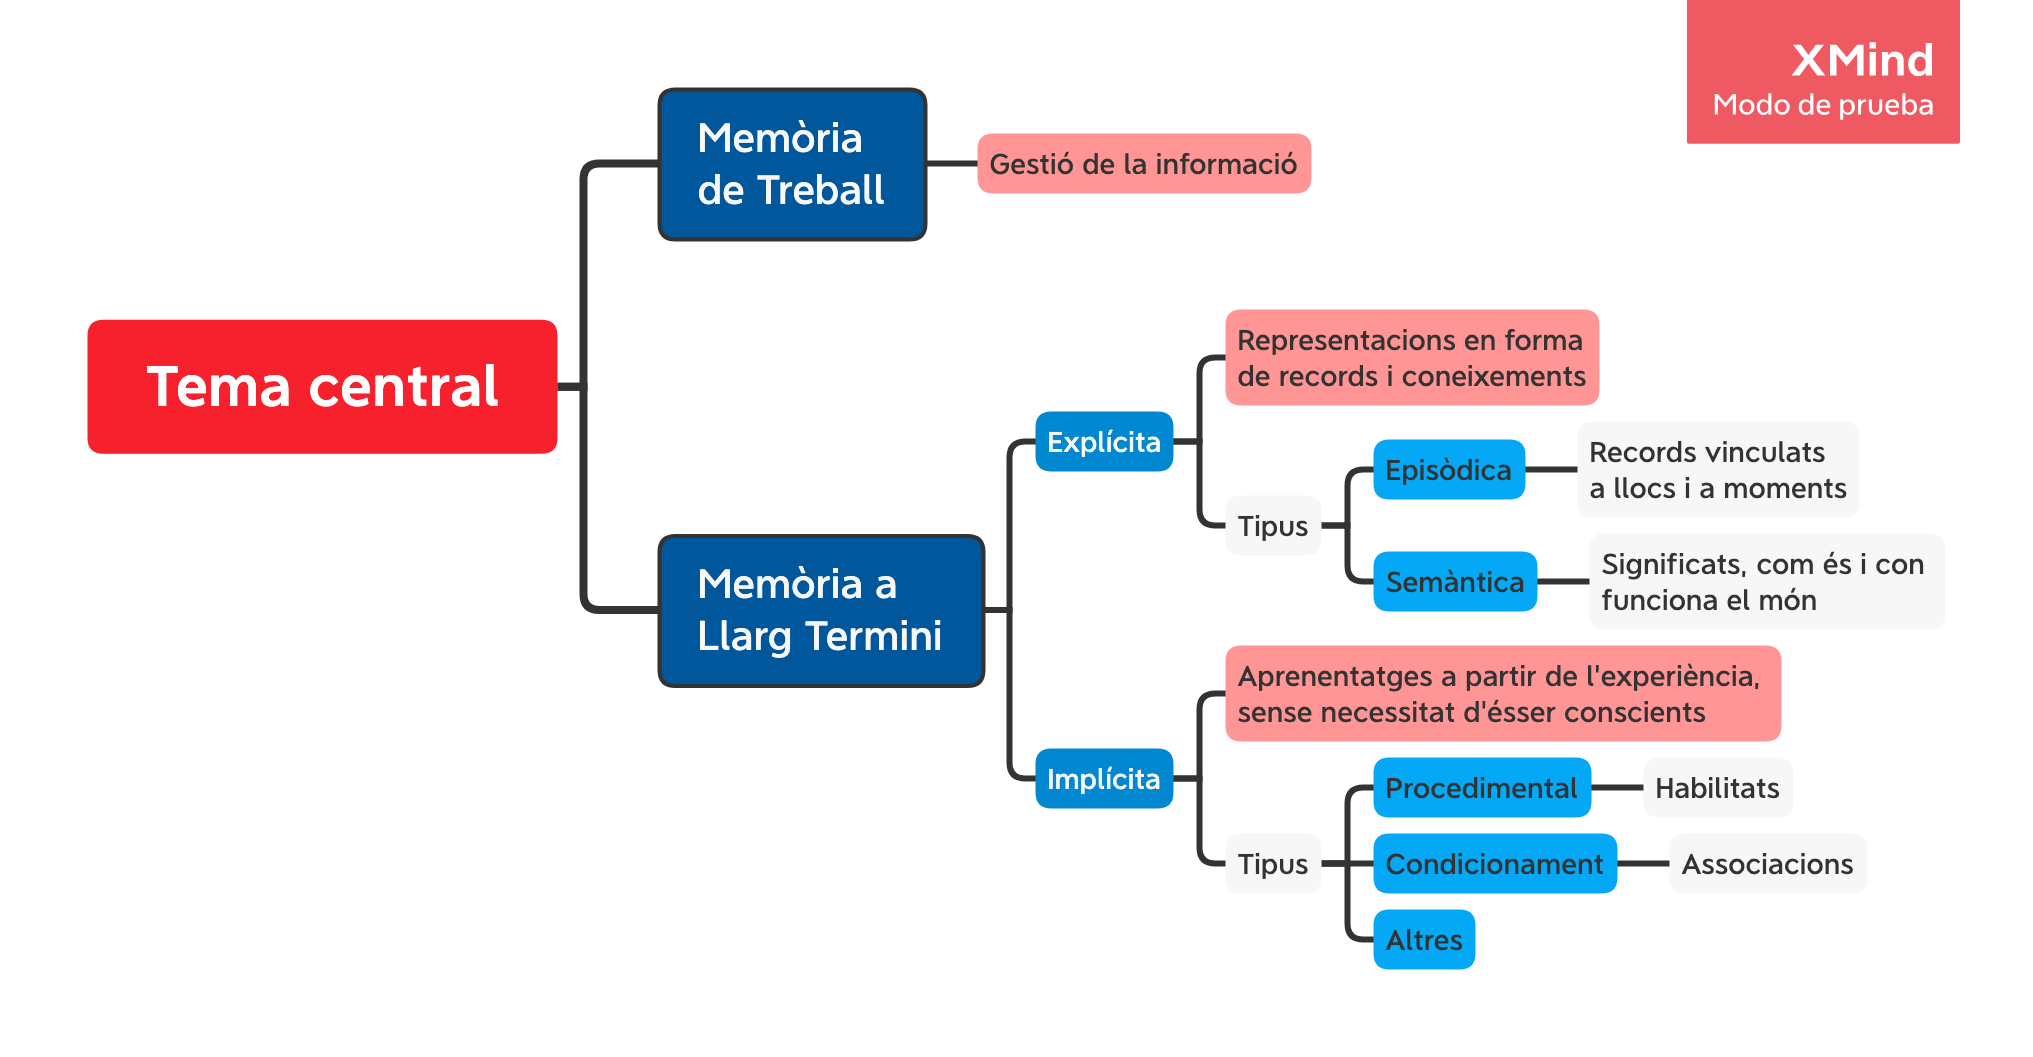 XMind
Modo de prueba
Tema central
Memòria
de Treball
Gestió de la informació
Memòria a
Llarg Termini
Explícita
Representacions en forma
de records i coneixements
Tipus
Episòdica
Records vinculats
a llocs i a moments
Semàntica
Significats, com és i con
funciona el món
Implícita
Aprenentatges a partir de l'experiència,
sense necessitat d'ésser conscients
Tipus
Procedimental
Habilitats
Condicionament
Associacions
Altres